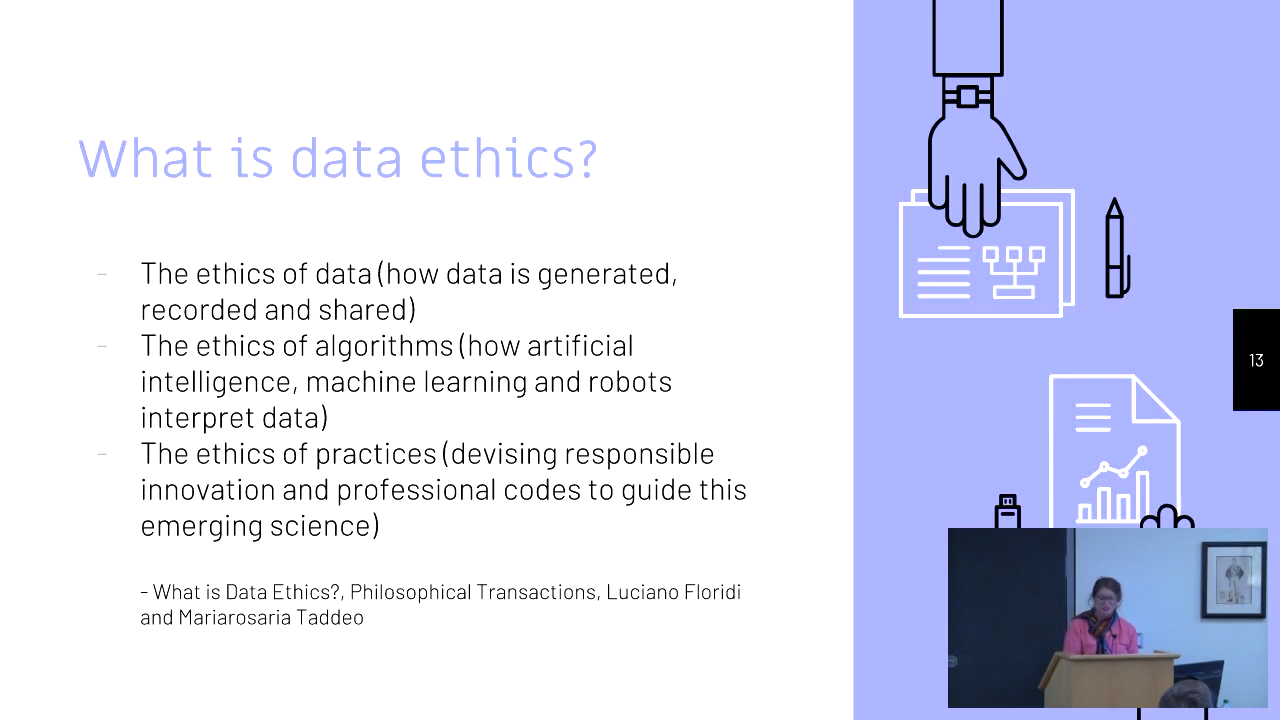 What is data ethics?
- The ethics of data (how data is generated,
recorded and shared)
- The ethics of algorithms (how artificial
intelligence, machine learning and robots
interpret data)
- The ethics of practices (devising responsible
innovation and professional codes to guide this
emerging science)
- What is Data Ethics?, Philosophical Transactions, Luciano Floridi
and Mariarosaria Taddeo
13